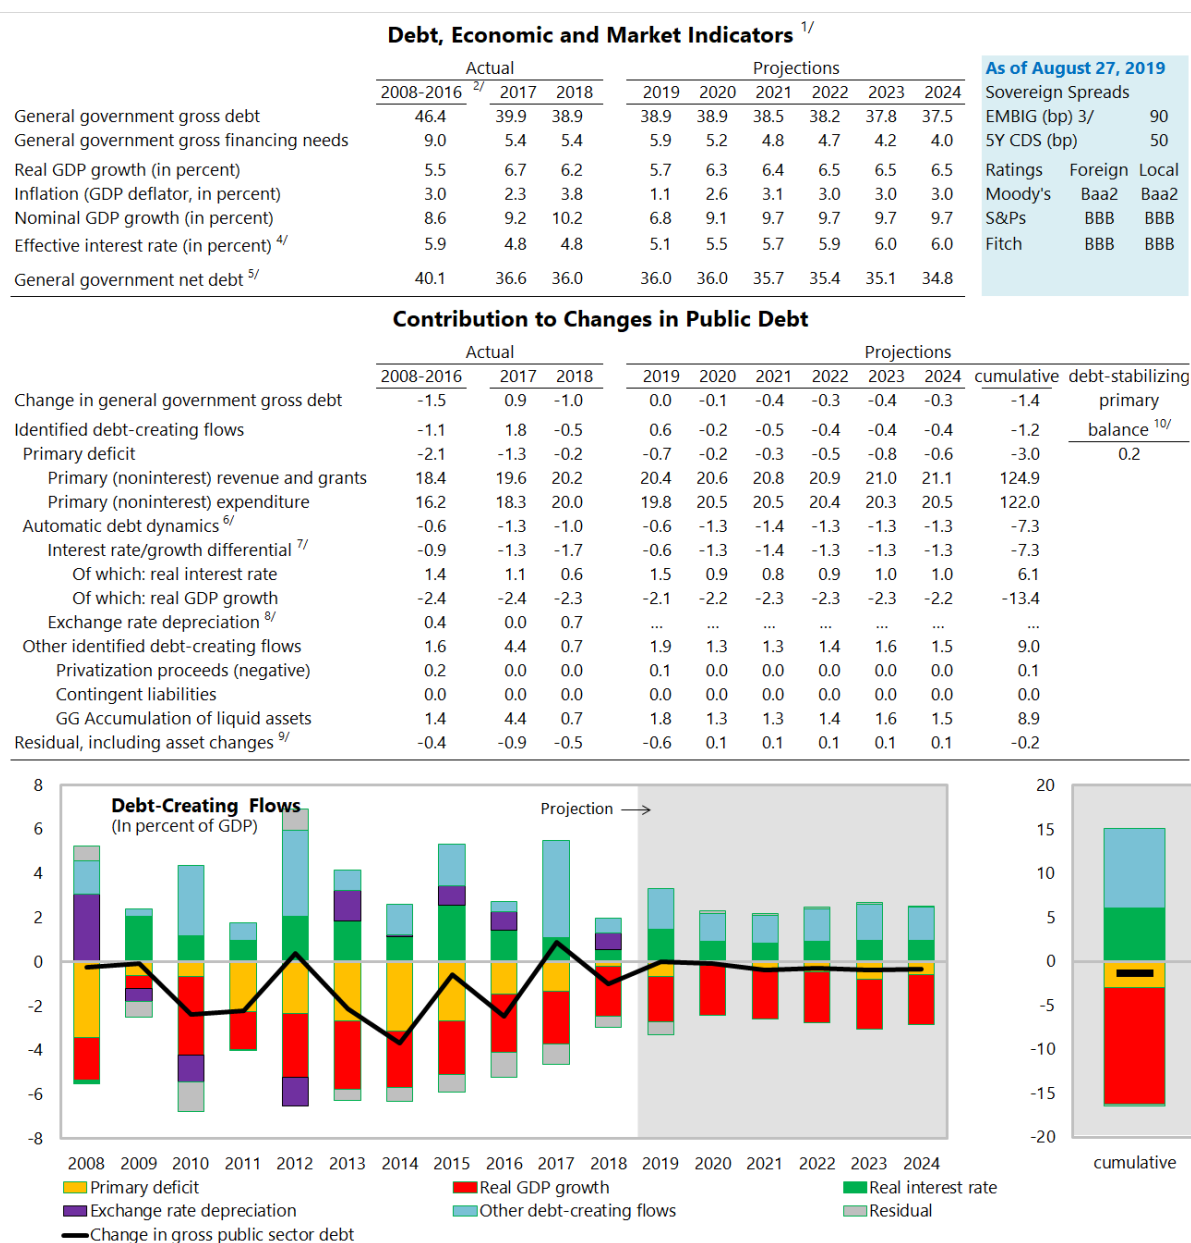 Debt, Economic and Market Indicators 1/
Actual Projections As of August 27, 2019
2008-2016 2/ 2017 2018 2019 2020 2021 2022 2023 2024 Sovereign Spreads
General government gross debt 46.4 39.9 38.9 38.9 38.9 38.5 38.2 37.8 37.5 EMBIG (bp) 3/ 90
General government gross financing needs 9.0 5.4 5.4 5.9 5.2 4.8 4.7 4.2 4.0 5Y CDS (bp) 50
Real GDP growth (in percent) 5.5 6.7 6.2 5.7 6.3 6.4 6.5 6.5 6.5 Ratings Foreign Local
Inflation (GDP deflator, in percent) 3.0 2.3 3.8 1.1 2.6 3.1 3.0 3.0 3.0 Moody's Baa2 Baa2
Nominal GDP growth (in percent) 8.6 9.2 10.2 6.8 9.1 9.7 9.7 9.7 9.7 S&Ps BBB BBB
Effective interest rate (in percent) 4/ 5.9 4.8 4.8 5.1 5.5 5.7 5.9 6.0 6.0 Fitch BBB BBB
General government net debt 5/ 40.1 36.6 36.0 36.0 36.0 35.7 35.4 35.1 34.8
Contribution to Changes in Public Debt
Actual Projections
2008-2016 2017 2018 2019 2020 2021 2022 2023 2024 cumulative debt-stabilizing
Change in general government gross debt -1.5 0.9 -1.0 0.0 -0.1 -0.4 -0.3 -0.4 -0.3 -1.4 primary
Identified debt-creating flows -1.1 1.8 -0.5 0.6 -0.2 -0.5 -0.4 -0.4 -0.4 -1.2 balance 10/
Primary deficit -2.1 -1.3 -0.2 -0.7 -0.2 -0.3 -0.5 -0.8 -0.6 -3.0 0.2
Primary (noninterest) revenue and grants 18.4 19.6 20.2 20.4 20.6 20.8 20.9 21.0 21.1 124.9
Primary (noninterest) expenditure 16.2 18.3 20.0 19.8 20.5 20.5 20.4 20.3 20.5 122.0
Automatic debt dynamics 6/ -0.6 -1.3 -1.0 -0.6 -1.3 -1.4 -1.3 -1.3 -1.3 -7.3
Interest rate/growth differential 7/ -0.9 -1.3 -1.7 -0.6 -1.3 -1.4 -1.3 -1.3 -1.3 -7.3
Of which: real interest rate 1.4 1.1 0.6 1.5 0.9 0.8 0.9 1.0 1.0 6.1
Of which: real GDP growth -2.4 -2.4 -2.3 -2.1 -2.2 -2.3 -2.3 -2.3 -2.2 -13.4
Exchange rate depreciation 8/ 0.4 0.0 0.7 ... ... ... ... ... ... ...
Other identified debt-creating flows 1.6 4.4 0.7 1.9 1.3 1.3 1.4 1.6 1.5 9.0
Privatization proceeds (negative) 0.2 0.0 0.0 0.1 0.0 0.0 0.0 0.0 0.0 0.1
Contingent liabilities 0.0 0.0 0.0 0.0 0.0 0.0 0.0 0.0 0.0 0.0
GG Accumulation of liquid assets 1.4 4.4 0.7 1.8 1.3 1.3 1.4 1.6 1.5 8.9
Residual, including asset changes 9/ -0.4 -0.9 -0.5 -0.6 0.1 0.1 0.1 0.1 0.1 -0.2
8 20
Debt-Creating Flows Projection
(In percent of GDP)
6 15
4 10
2 5
0 0
-2 -5
-4 -10
-6 -15
-8 -20
2008 2009 2010 2011 2012 2013 2014 2015 2016 2017 2018 2019 2020 2021 2022 2023 2024 cumulative
Primary deficit Real GDP growth Real interest rate
Exchange rate depreciation Other debt-creating flows Residual
Change in gross public sector debt